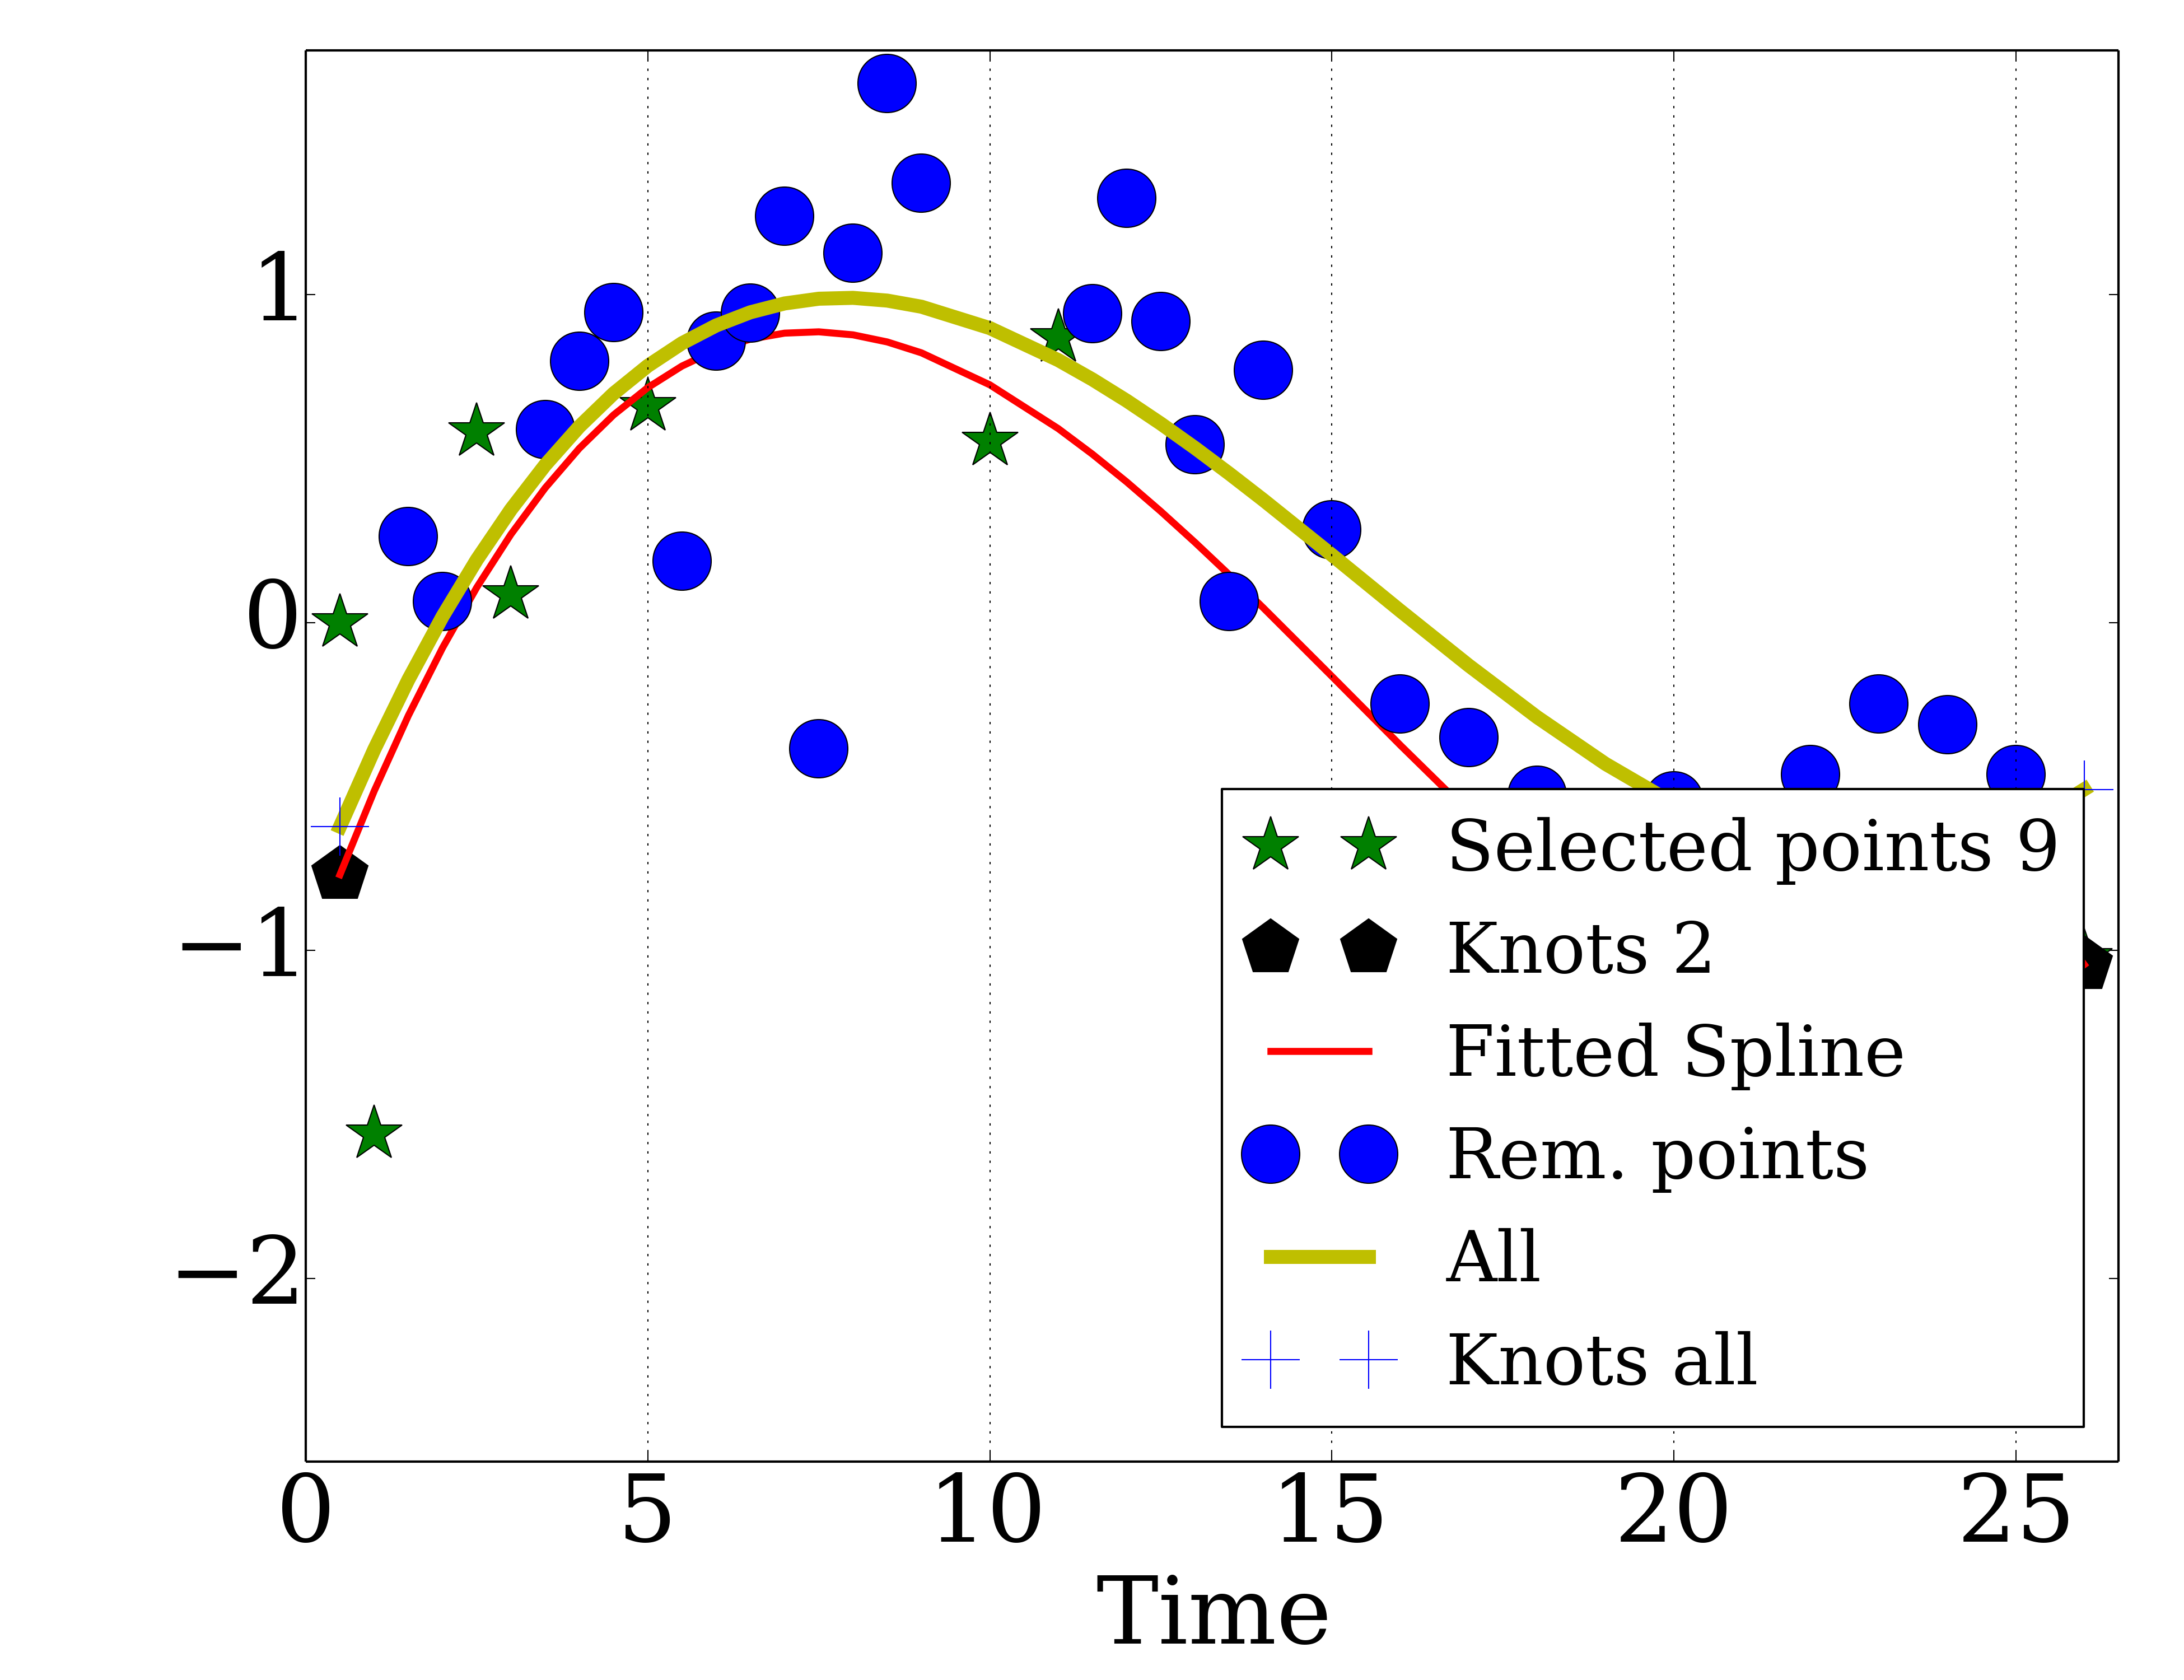 1
0
−1
−2
Selected points 9
Knots 2
Fitted Spline
Rem. points
All
Knots all
0 5 10 15 20 25
Time